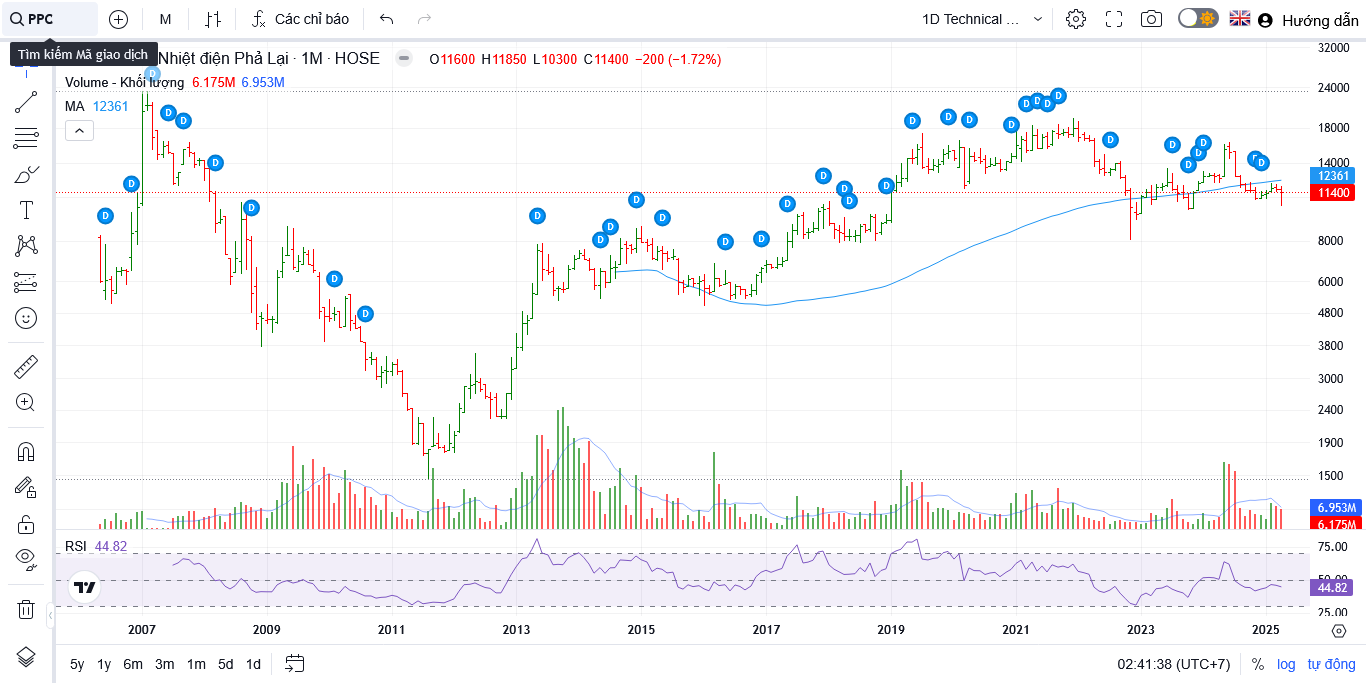 PPC M Các chỉ báo 1D Technical ... Hướng dẫn
Tìm kiếm Mã giao dịch
Nhiệt điện Phả Lại · 1M · HOSE O11600 H11850 L10300 C11400 −200 (−1.72%)
Volume - Khối lượng 6.175M 6.953M
MA 12361
D D D D D D D D D D D D D D D D D D D D D D D D D D D D D D D D D D D D D
32000
24000
18000
14000
12361
11400
8000
6000
4800
3800
3000
2400
1900
1500
6.953M
6.175M
RSI 44.82
75.00
50.00
44.82
25.00
2007 2009 2011 2013 2015 2017 2019 2021 2023 2025
5y 1y 6m 3m 1m 5d 1d 02:41:38 (UTC+7) % log tự động